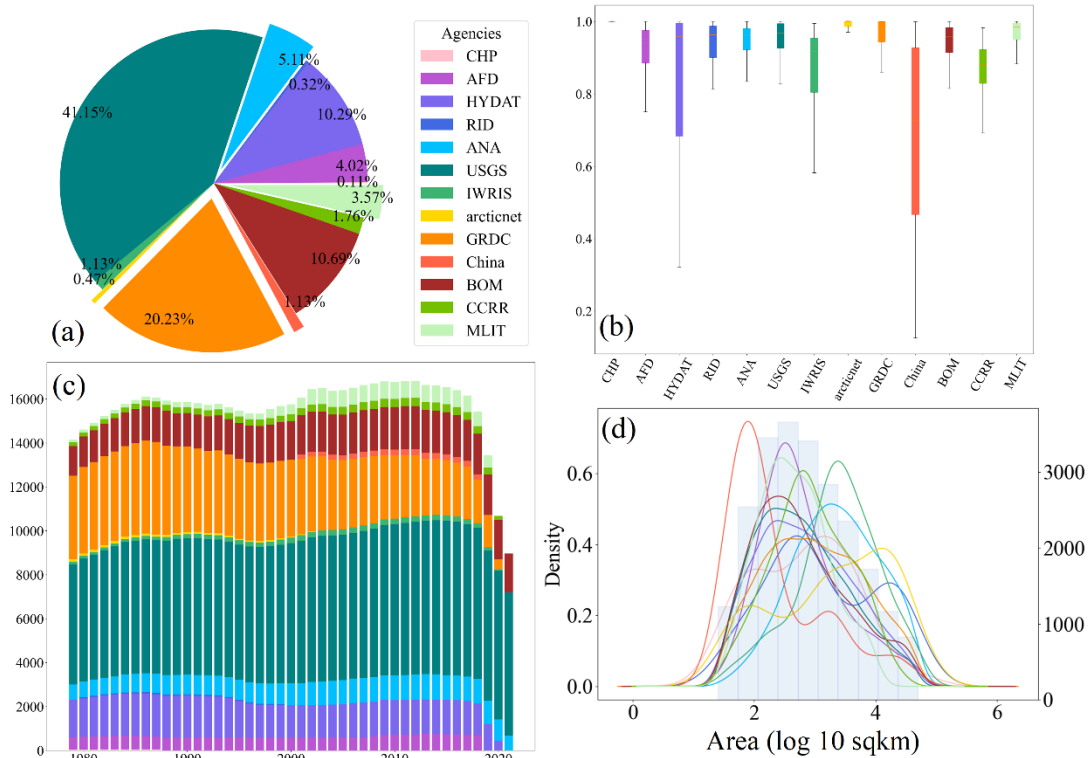 41.15%
5.11%
0.32%
10.29%
4.02%
0.11%
3.57%
1.76%
10.69%
1.13%
20.23%
0.47%
1.13%
(a)
Agencies
CHP
AFD
HYDAT
RID
ANA
USGS
IWRIS
arcticnet
GRDC
China
BOM
CCRR
MLIT
1.0
0.8
0.6
0.4
0.2
(b)
CHP
AFD
HYDAT
RID
ANA
USGS
IWRIS
arcticnet
GRDC
China
BOM
CCRR
MLIT
(c)
16000
14000
12000
10000
8000
6000
4000
2000
0
1980
1990
2000
2010
2020
(d)
0.6
0.4
0.2
0.0
Density
3000
2000
1000
0
0 2 4 6
Area (log 10 sqkm)